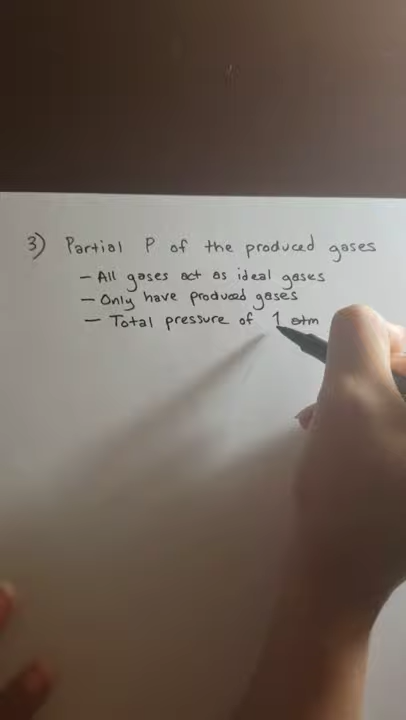 3) Partial P of the produced gases
- All gases act as ideal gases
- Only have produced gases
- Total pressure of 1 atm